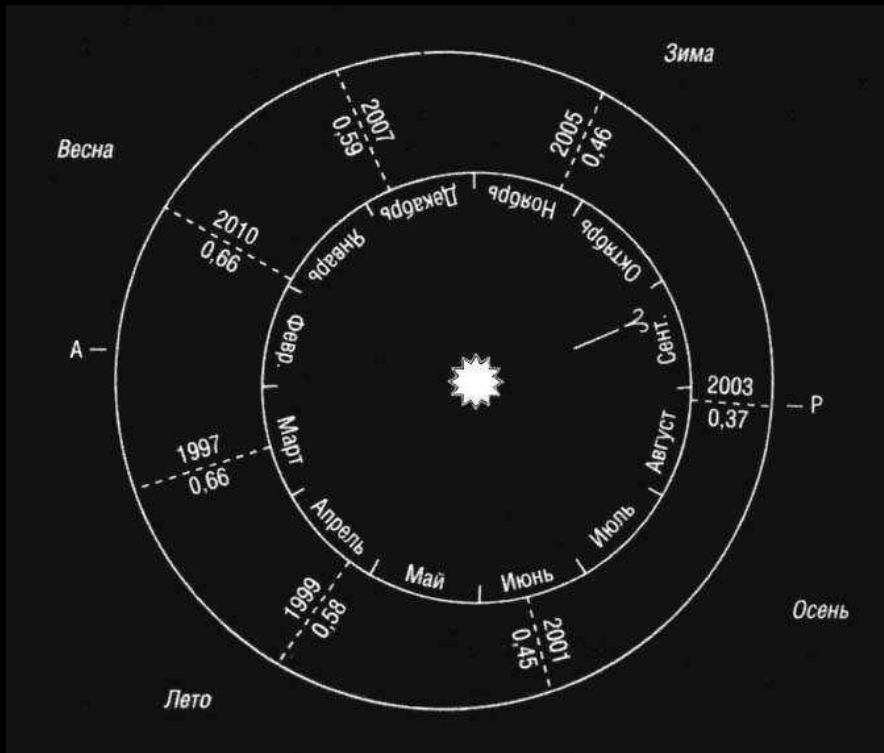 Зима
Весна
Лето
Осень
А
Р
2007
0,59
2005
0,46
2010
0,66
2003
0,37
1997
0,66
1999
0,58
2001
0,45
Январь
Февр.
Март
Апрель
Май
Июнь
Июль
Август
Сент.
Октябрь
Ноябрь
Декабрь